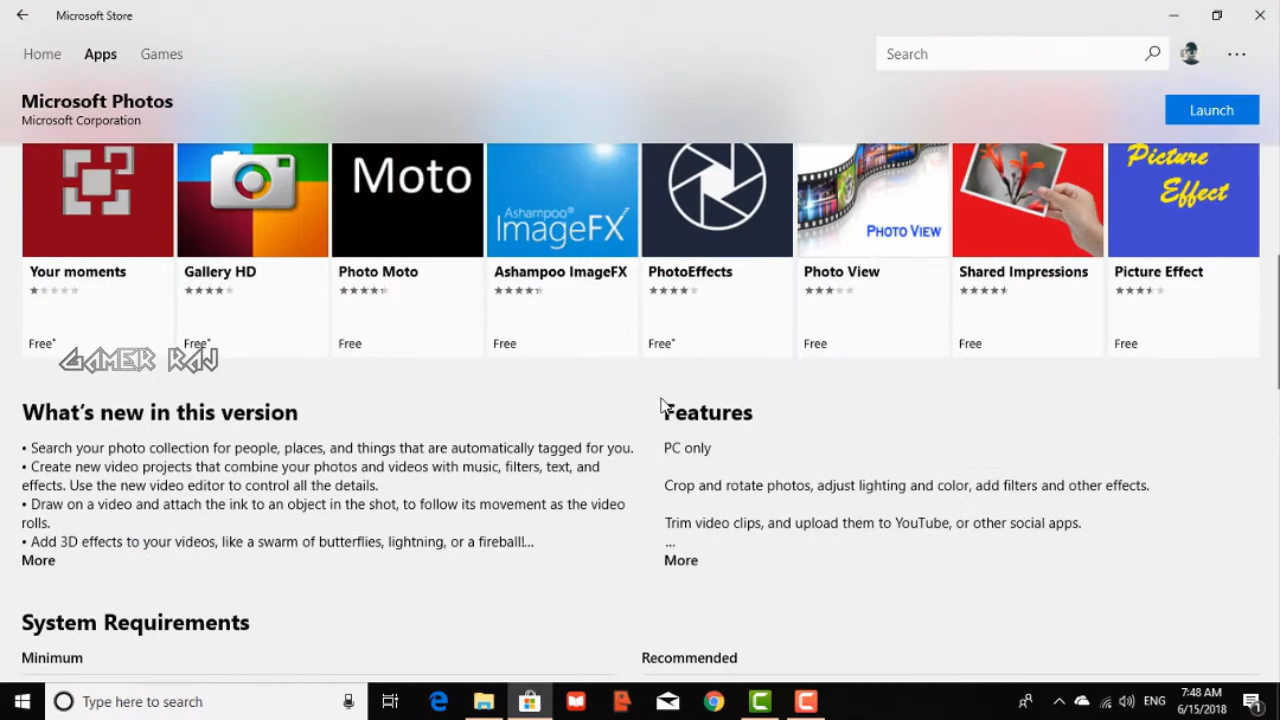 Microsoft Store
Home Apps Games
Search
Microsoft Photos
Microsoft Corporation
Launch
Moto
Ashampoo®
ImageFX
PHOTO VIEW
Picture
Effect
Your moments
Gallery HD
Photo Moto
Ashampoo ImageFX
PhotoEffects
Photo View
Shared Impressions
Picture Effect
Free*
Free*
Free
Free
Free*
Free
Free
Free
GAMER RAJ
What's new in this version
• Search your photo collection for people, places, and things that are automatically tagged for you.
• Create new video projects that combine your photos and videos with music, filters, text, and
effects. Use the new video editor to control all the details.
• Draw on a video and attach the ink to an object in the shot, to follow its movement as the video
rolls.
• Add 3D effects to your videos, like a swarm of butterflies, lightning, or a fireball!...
More
Features
PC only
Crop and rotate photos, adjust lighting and color, add filters and other effects.
Trim video clips, and upload them to YouTube, or other social apps.
...
More
System Requirements
Minimum
Recommended
Type here to search
ENG
7:48 AM
6/15/2018
1